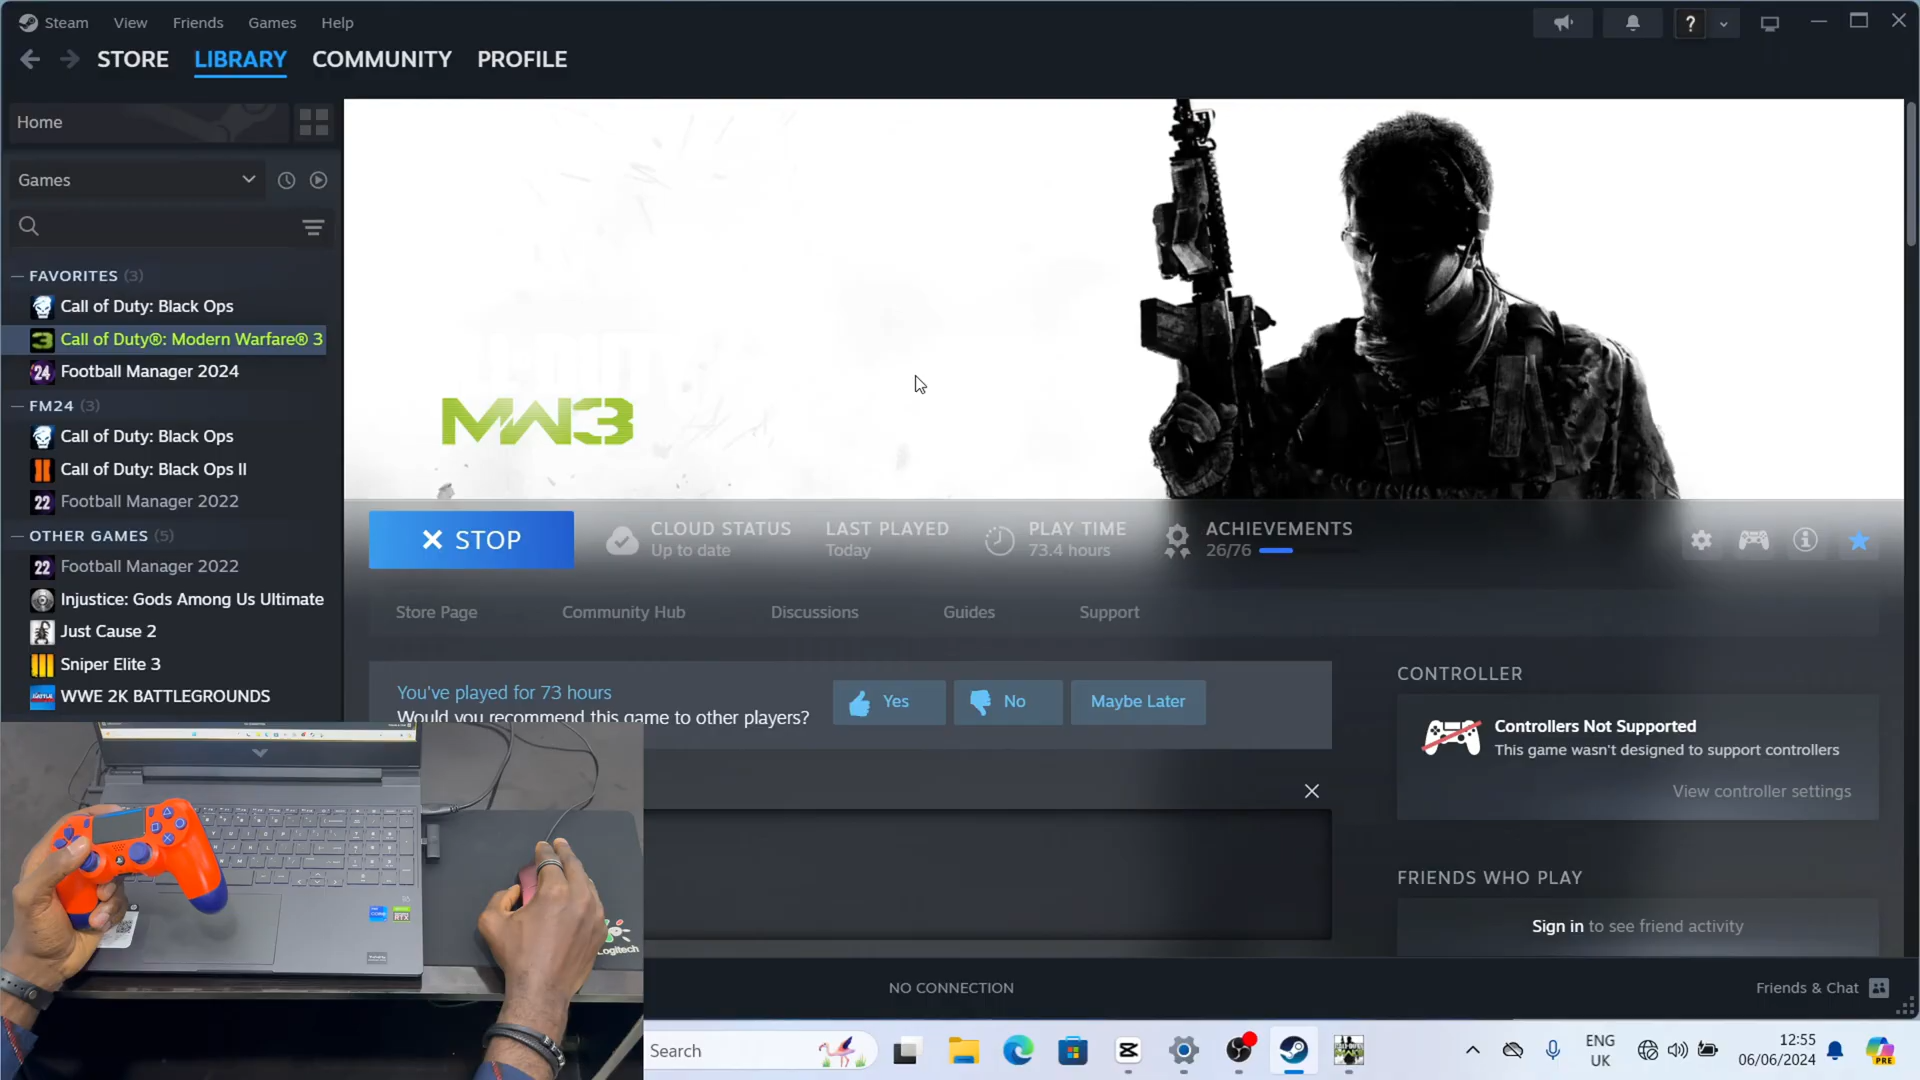 Steam View Friends Games Help
STORE LIBRARY COMMUNITY PROFILE
Home
Games
FAVORITES (3)
Call of Duty: Black Ops
Call of Duty®: Modern Warfare® 3
Football Manager 2024
FM24 (3)
Call of Duty: Black Ops
Call of Duty: Black Ops II
Football Manager 2022
OTHER GAMES (5)
Football Manager 2022
Injustice: Gods Among Us Ultimate
Just Cause 2
Sniper Elite 3
WWE 2K BATTLEGROUNDS
MW3
STOP
CLOUD STATUS
Up to date
LAST PLAYED
Today
PLAY TIME
73.4 hours
ACHIEVEMENTS
26/76
Store Page Community Hub Discussions Guides Support
You've played for 73 hours
Would you recommend this game to other players?
Yes
No
Maybe Later
CONTROLLER
Controllers Not Supported
This game wasn't designed to support controllers
View controller settings
FRIENDS WHO PLAY
Sign in to see friend activity
NO CONNECTION
Friends & Chat
Logitech
Search
ENG
UK
12:55
06/06/2024
PRE